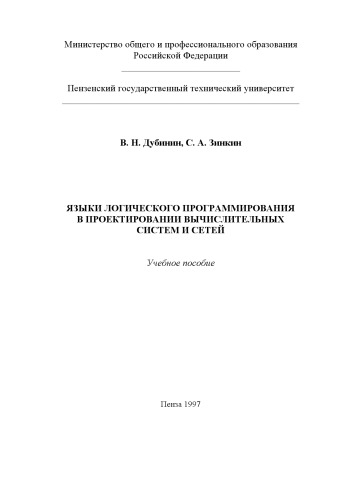 Министерство общего и профессионального образования
Российской Федерации
Пензенский государственный технический университет
В. Н. Дубинин, С. А. Зинкин
ЯЗЫКИ ЛОГИЧЕСКОГО ПРОГРАММИРОВАНИЯ
В ПРОЕКТИРОВАНИИ ВЫЧИСЛИТЕЛЬНЫХ
СИСТЕМ И СЕТЕЙ
Учебное пособие
Пенза 1997